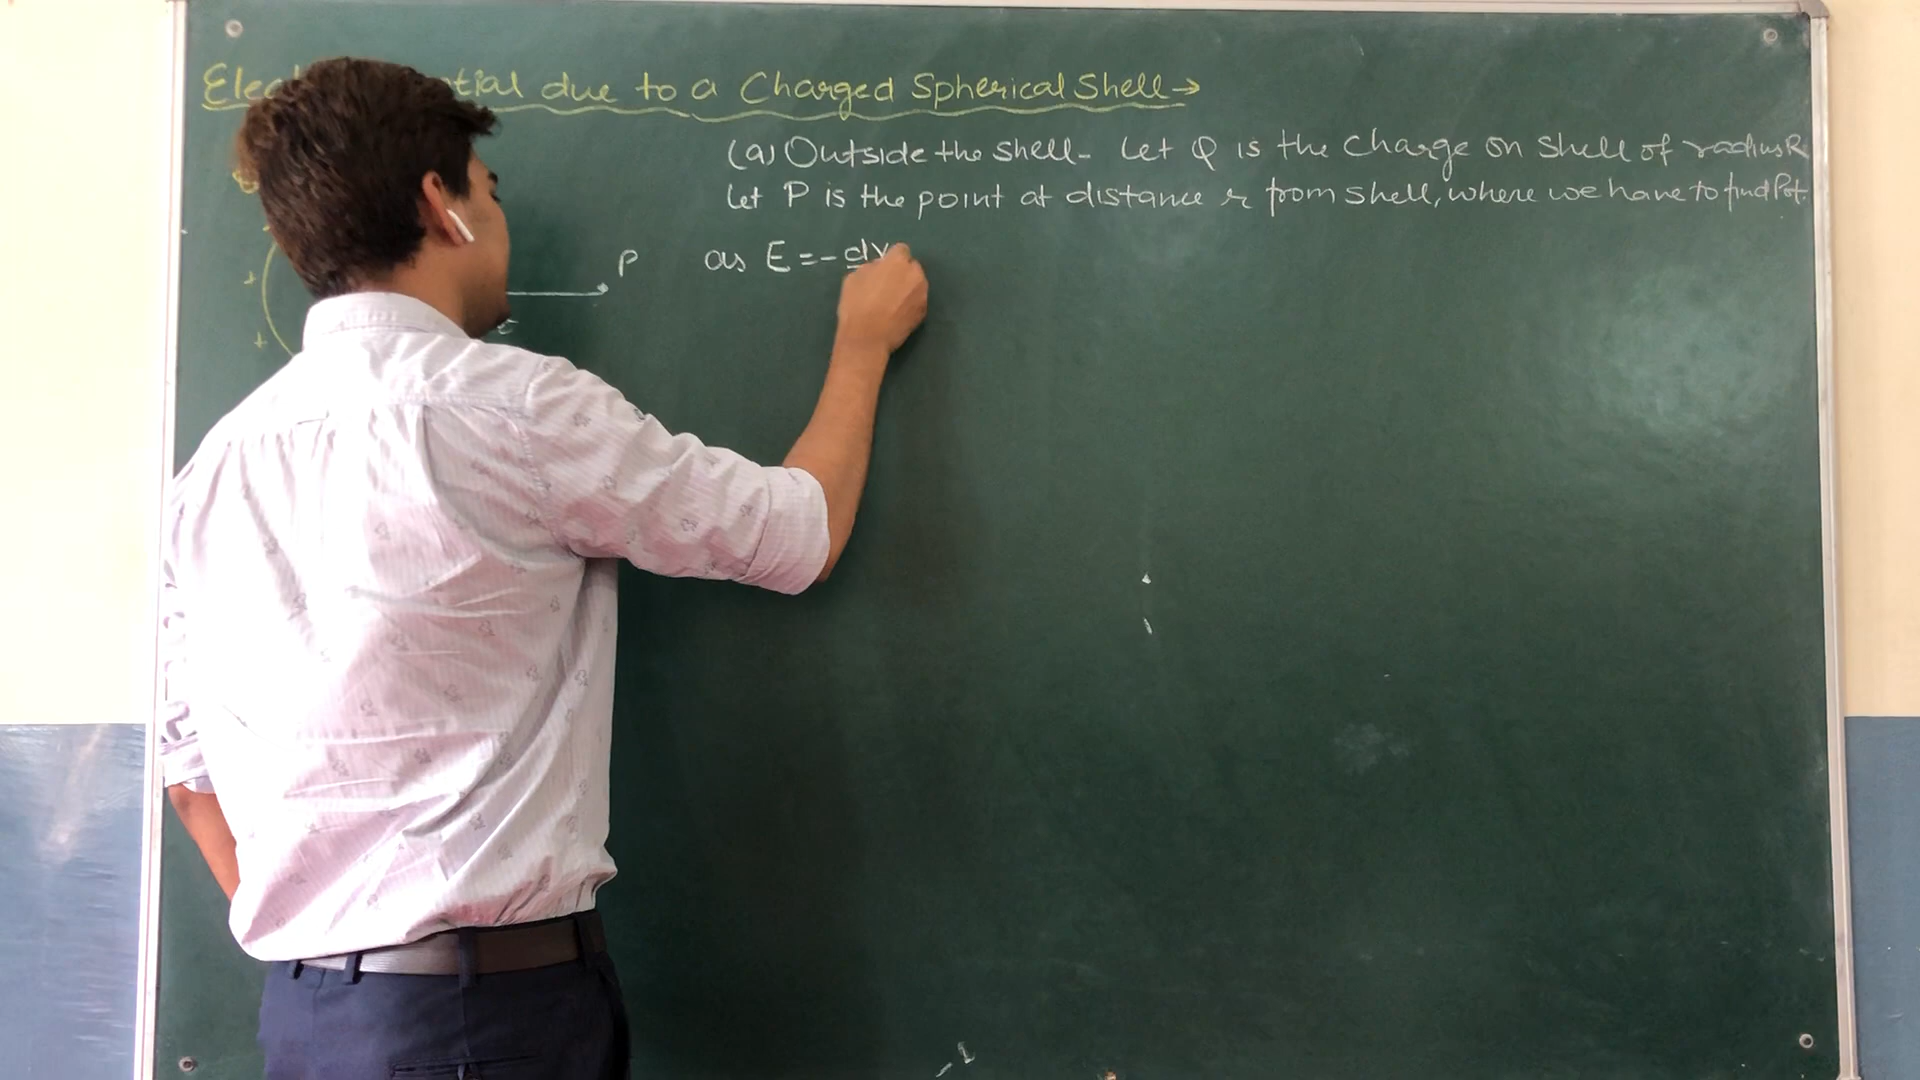 Elec tial due to a Charged Spherical Shell →
(a) Outside the shell - Let Q is the charge on shell of radius R
Let P is the point at distance r from shell, where we have to find Pot.
P
as E = - dV
+
+